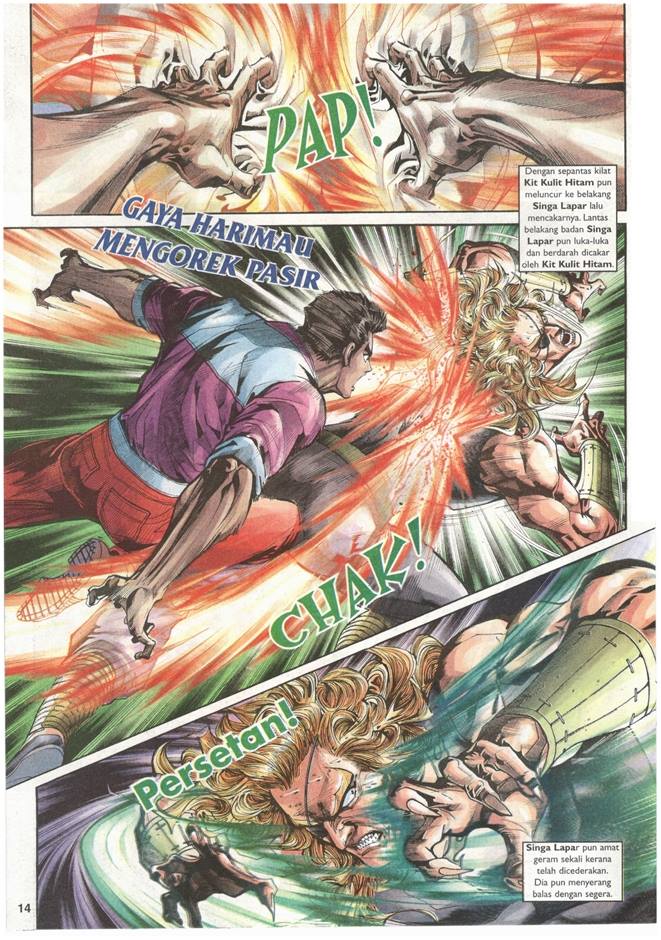 PAP!
Dengan sepantas kilat
Kit Kulit Hitam pun
meluncur ke belakang
Singa Lapar lalu
mencakarnya. Lantas
belakang badan Singa
Lapar pun luka-luka
dan berdarah dicakar
oleh Kit Kulit Hitam.
GAYA HARIMAU
MENGOREK PASIR
CHAK!
Persetan!
Singa Lapar pun amat
geram sekali kerana
telah dicederakan.
Dia pun menyerang
balas dengan segera.
14